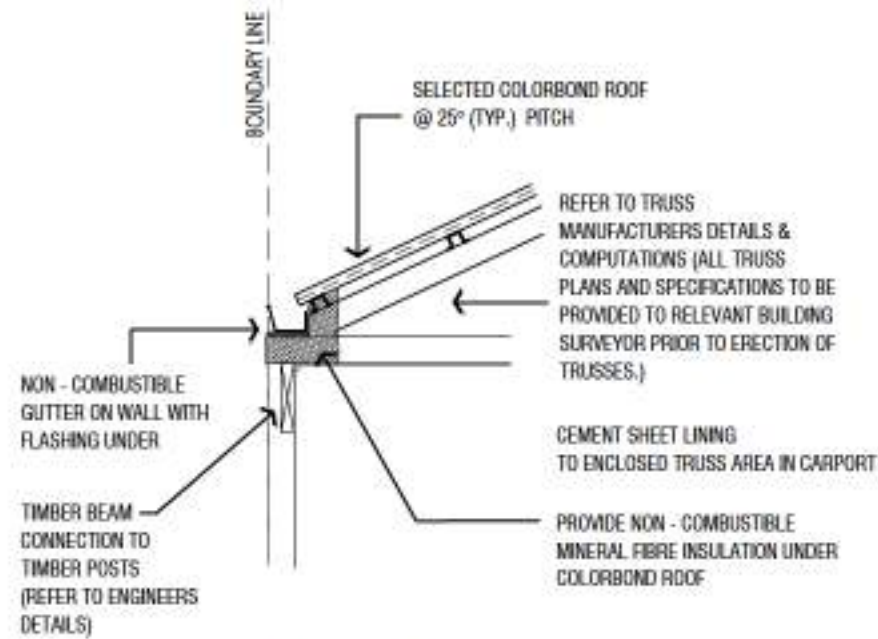 BOUNDARY LINE
SELECTED COLORBOND ROOF
@ 25° (TYP.) PITCH
REFER TO TRUSS
MANUFACTURERS DETAILS &
COMPUTATIONS (ALL TRUSS
PLANS AND SPECIFICATIONS TO BE
PROVIDED TO RELEVANT BUILDING
SURVEYOR PRIOR TO ERECTION OF
TRUSSES.)
NON - COMBUSTIBLE
GUTTER ON WALL WITH
FLASHING UNDER
CEMENT SHEET LINING
TO ENCLOSED TRUSS AREA IN CARPORT
TIMBER BEAM
CONNECTION TO
TIMBER POSTS
(REFER TO ENGINEERS
DETAILS)
PROVIDE NON - COMBUSTIBLE
MINERAL FIBRE INSULATION UNDER
COLORBOND ROOF